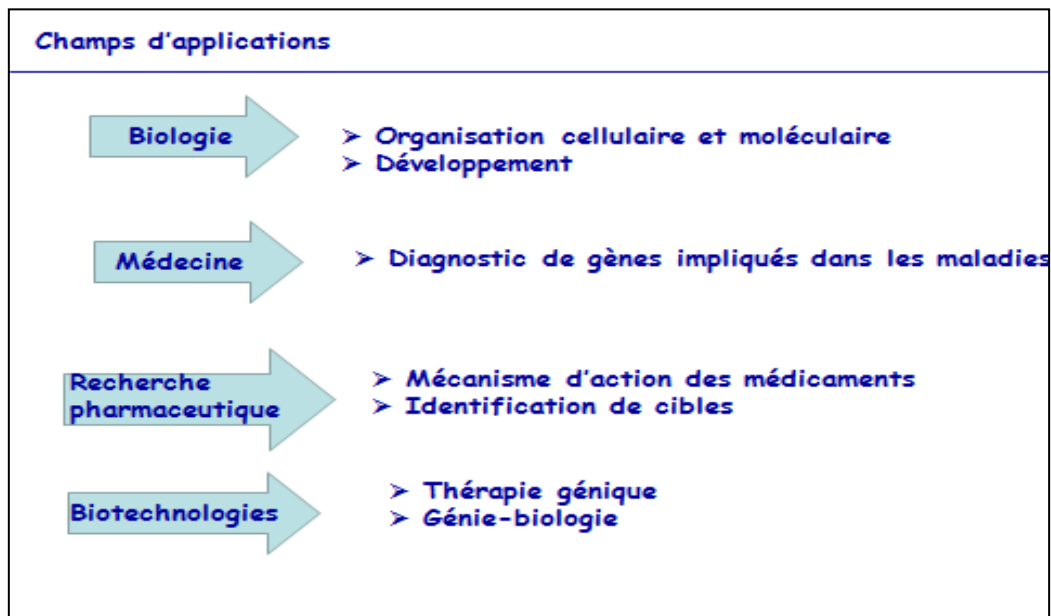 Champs d'applications
Biologie
➢ Organisation cellulaire et moléculaire
➢ Développement
Médecine
➢ Diagnostic de gènes impliqués dans les maladies
Recherche
pharmaceutique
➢ Mécanisme d'action des médicaments
➢ Identification de cibles
Biotechnologies
➢ Thérapie génique
➢ Génie-biologie